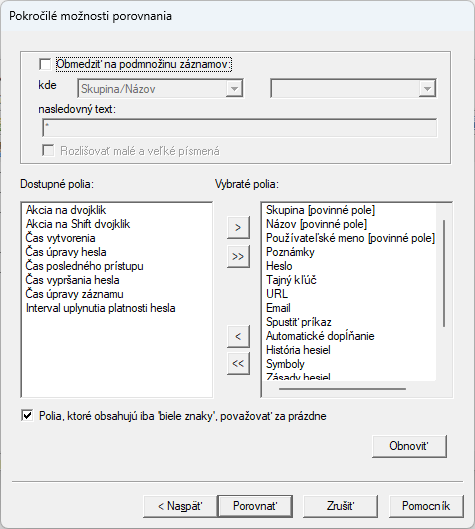 Pokročilé možnosti porovnania
Obmedziť na podmnožinu záznamov:
kde
Skupina/Názov
nasledovný text:
*
Rozlišovať malé a veľké písmená
Dostupné polia:
Vybraté polia:
Akcia na dvojklik
Akcia na Shift dvojklik
Čas vytvorenia
Čas úpravy hesla
Čas posledného prístupu
Čas vypršania hesla
Čas úpravy záznamu
Interval uplynutia platnosti hesla
>
>>
<
<<
Skupina [povinné pole]
Názov [povinné pole]
Používateľské meno [povinné pole]
Poznámky
Heslo
Tajný kľúč
URL
Email
Spustiť príkaz
Automatické dopĺňanie
História hesiel
Symboly
Zásady hesiel
Polia, ktoré obsahujú iba 'biele znaky', považovať za prázdne
Obnoviť
< Naspäť
Porovnať
Zrušiť
Pomocník